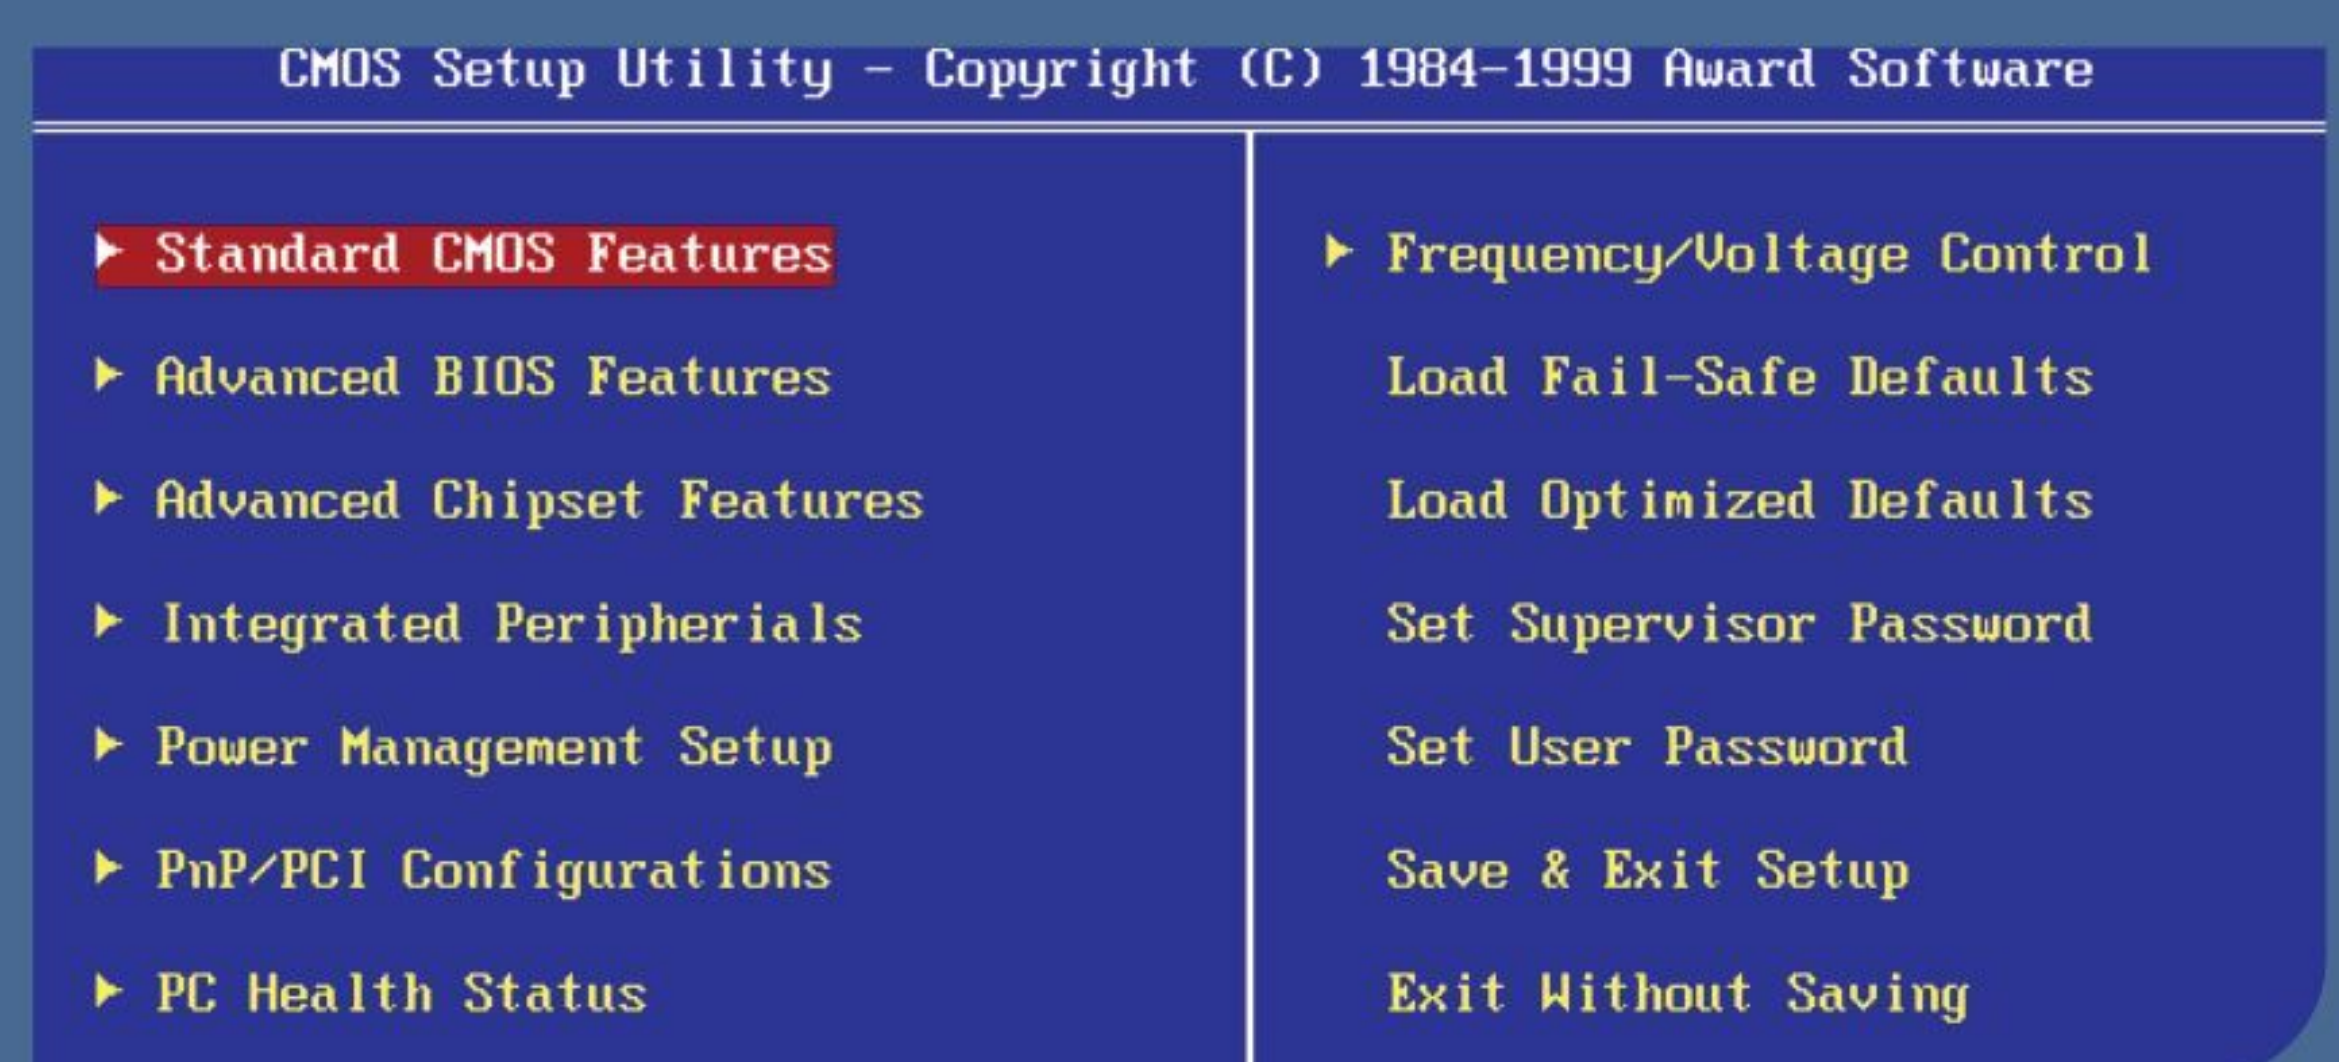 CMOS Setup Utility – Copyright (C) 1984–1999 Award Software
► Standard CMOS Features
► Advanced BIOS Features
► Advanced Chipset Features
► Integrated Peripherials
► Power Management Setup
► PnP/PCI Configurations
► PC Health Status
► Frequency/Voltage Control
Load Fail–Safe Defaults
Load Optimized Defaults
Set Supervisor Password
Set User Password
Save & Exit Setup
Exit Without Saving